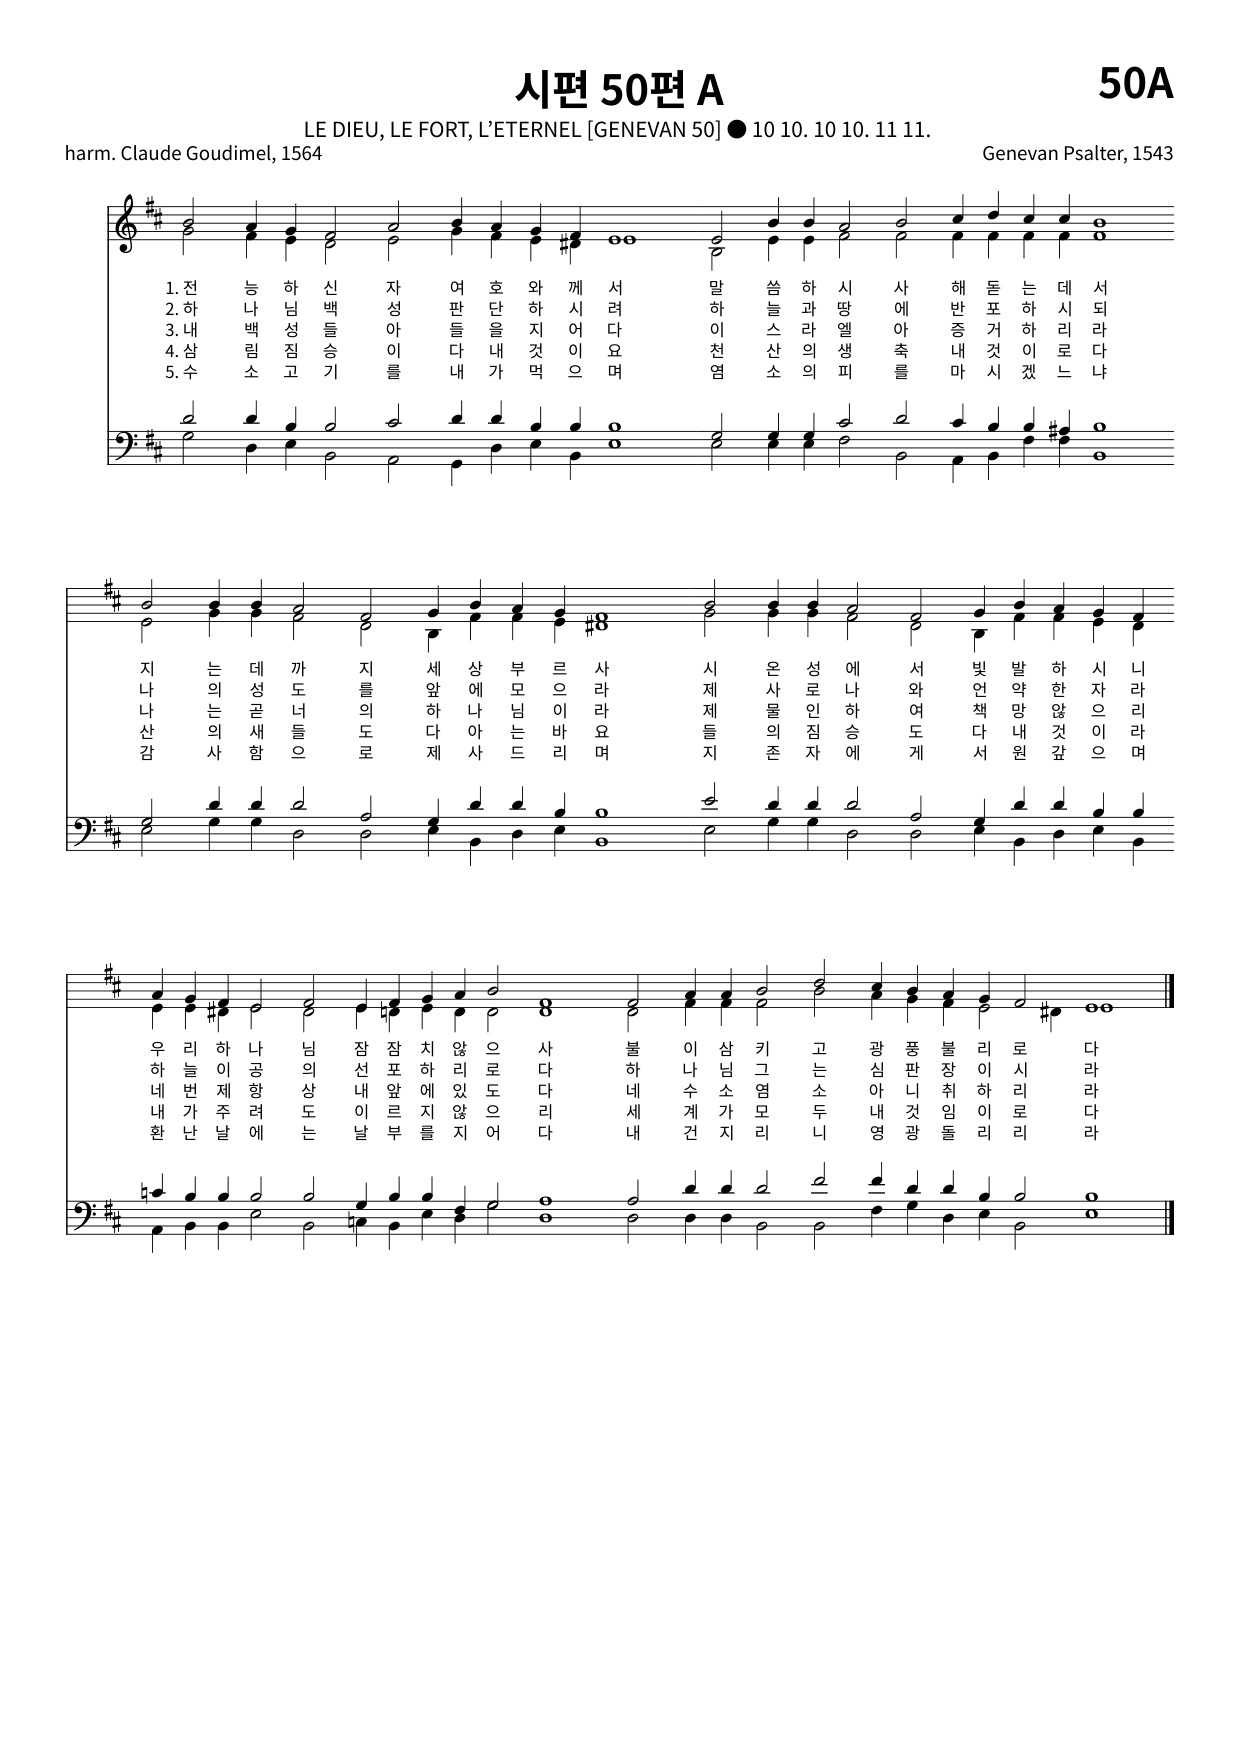 50A
시편 50편 A
LE DIEU, LE FORT, L’ETERNEL [GENEVAN 50] ● 10 10. 10 10. 11 11.
harm. Claude Goudimel, 1564
Genevan Psalter, 1543
1. 전 능 하 신 자 여 호 와 께 서 말 씀 하 시 사 해 돋 는 데 서
2. 하 나 님 백 성 판 단 하 시 려 하 늘 과 땅 에 반 포 하 시 되
3. 내 백 성 들 아 들 을 지 어 다 이 스 라 엘 아 증 거 하 리 라
4. 삼 림 짐 승 이 다 내 것 이 요 천 산 의 생 축 내 것 이 로 다
5. 수 소 고 기 를 내 가 먹 으 며 염 소 의 피 를 마 시 겠 느 냐
지 는 데 까 지 세 상 부 르 사 시 온 성 에 서 빛 발 하 시 니
나 의 성 도 를 앞 에 모 으 라 제 사 로 나 와 언 약 한 자 라
나 는 곧 너 의 하 나 님 이 라 제 물 인 하 여 책 망 않 으 리
산 의 새 들 도 다 아 는 바 요 들 의 짐 승 도 다 내 것 이 라
감 사 함 으 로 제 사 드 리 며 지 존 자 에 게 서 원 갚 으 며
우 리 하 나 님 잠 잠 치 않 으 사 불 이 삼 키 고 광 풍 불 리 로 다
하 늘 이 공 의 선 포 하 리 로 다 하 나 님 그 는 심 판 장 이 시 라
네 번 제 항 상 내 앞 에 있 도 다 네 수 소 염 소 아 니 취 하 리 라
내 가 주 려 도 이 르 지 않 으 리 세 계 가 모 두 내 것 임 이 로 다
환 난 날 에 는 날 부 를 지 어 다 내 건 지 리 니 영 광 돌 리 리 라